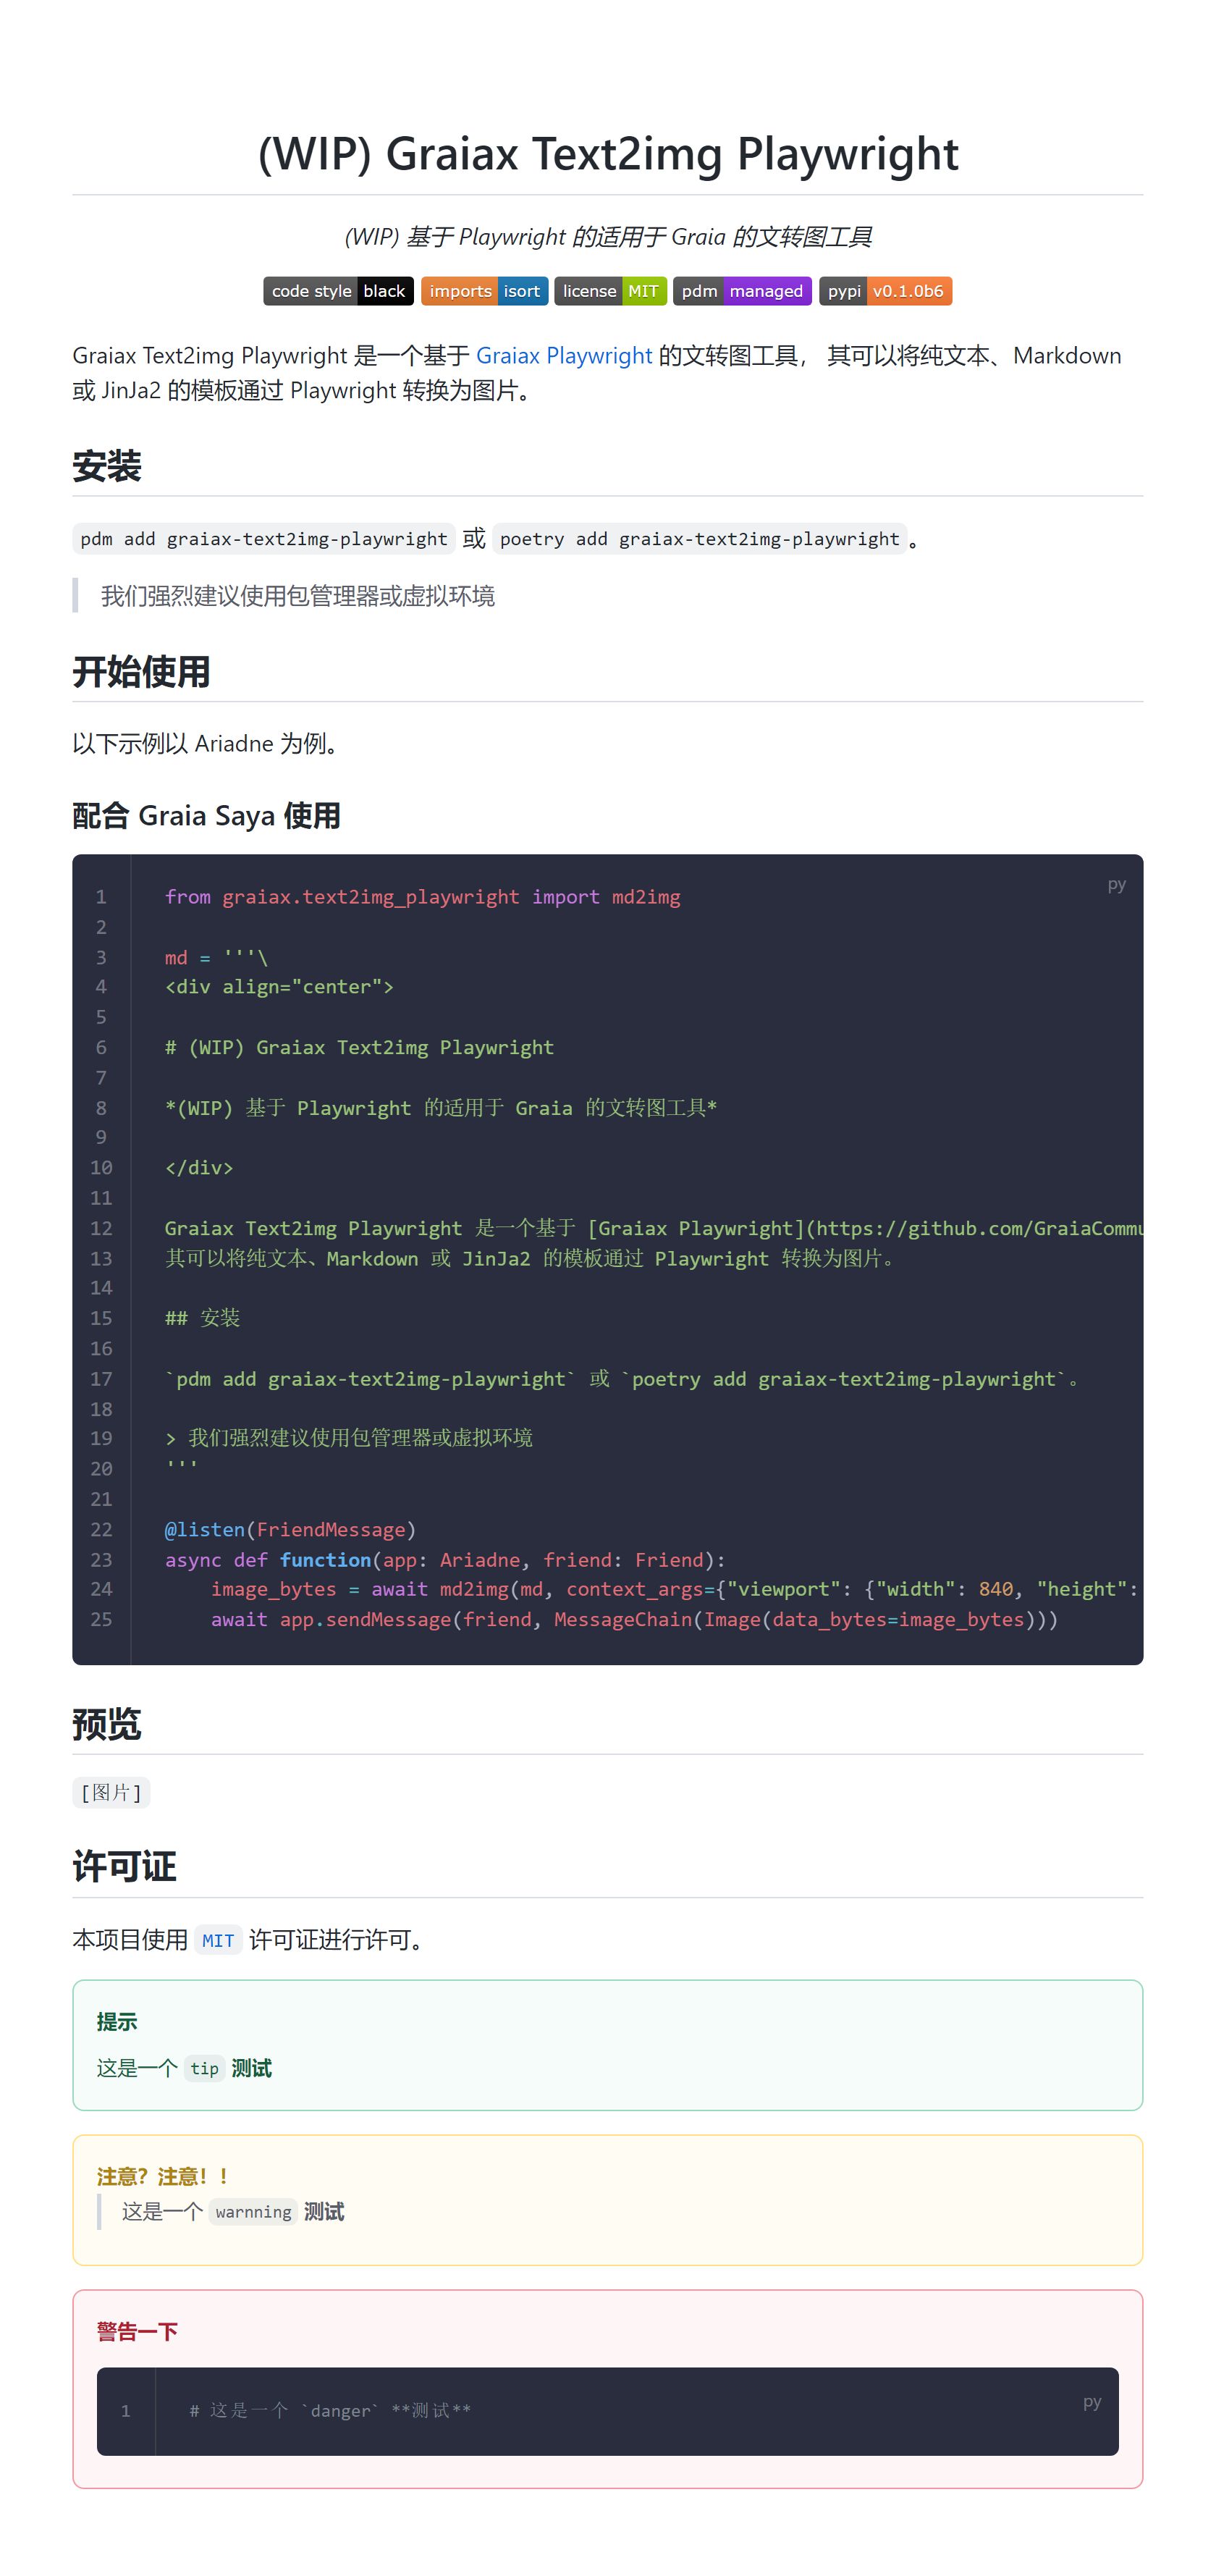 (WIP) Graiax Text2img Playwright
(WIP) 基于 Playwright 的适用于 Graia 的文转图工具
code style black imports isort license MIT pdm managed pypi v0.1.0b6
Graiax Text2img Playwright 是一个基于 Graiax Playwright 的文转图工具， 其可以将纯文本、Markdown
或 JinJa2 的模板通过 Playwright 转换为图片。
安装
pdm add graiax-text2img-playwright 或 poetry add graiax-text2img-playwright。
我们强烈建议使用包管理器或虚拟环境
开始使用
以下示例以 Ariadne 为例。
配合 Graia Saya 使用
py
1 from graiax.text2img_playwright import md2img
2
3 md = '''\
4 <div align="center">
5
6 # (WIP) Graiax Text2img Playwright
7
8 *(WIP) 基于 Playwright 的适用于 Graia 的文转图工具*
9
10 </div>
11
12 Graiax Text2img Playwright 是一个基于 [Graiax Playwright](https://github.com/GraiaCommu
13 其可以将纯文本、Markdown 或 JinJa2 的模板通过 Playwright 转换为图片。
14
15 ## 安装
16
17 `pdm add graiax-text2img-playwright` 或 `poetry add graiax-text2img-playwright`。
18
19 > 我们强烈建议使用包管理器或虚拟环境
20 '''
21
22 @listen(FriendMessage)
23 async def function(app: Ariadne, friend: Friend):
24     image_bytes = await md2img(md, context_args={"viewport": {"width": 840, "height":
25     await app.sendMessage(friend, MessageChain(Image(data_bytes=image_bytes)))
预览
[图片]
许可证
本项目使用 MIT 许可证进行许可。
提示
这是一个 tip 测试
注意？注意！！
这是一个 warnning 测试
警告一下
py
1 # 这是一个 `danger` **测试**